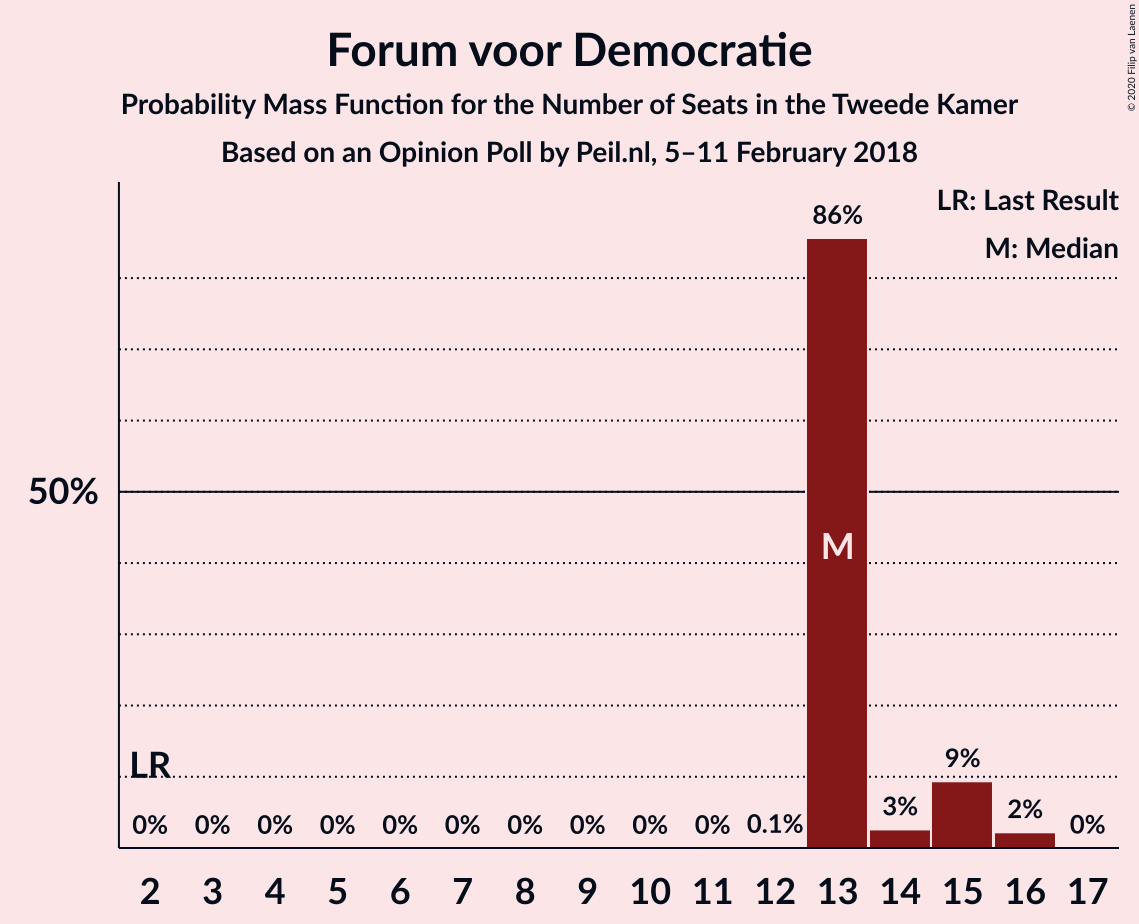 Forum voor Democratie
Probability Mass Function for the Number of Seats in the Tweede Kamer
Based on an Opinion Poll by Peil.nl, 5–11 February 2018
© 2020 Filip van Laenen
LR: Last Result
M: Median
86%
50%
M
LR
0% 0% 0% 0% 0% 0% 0% 0% 0% 0% 0.1% 3% 9% 2% 0%
2 3 4 5 6 7 8 9 10 11 12 13 14 15 16 17